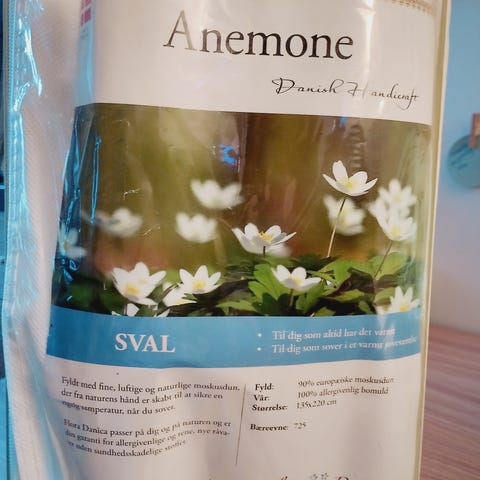 Anemone
Danish Handicraft
SVAL
• Til dig som altid har det varmt
• Til dig som sover i et varmt
Fyldt med fine, luftige og naturlige moskusdun,
der fra naturens hånd er skabt til at sikre en
temperatur, når du sover.
Flora Danica passer på dig og på naturen og er
din garanti for allergivenlige og rene, nye råva-
rer uden sundhedsskadelige stoffer.
Fyld: 90% europæiske moskusdun
Vår: 100% allergivenlig bomuld
Størrelse: 135x220 cm
Bæreevne: 725